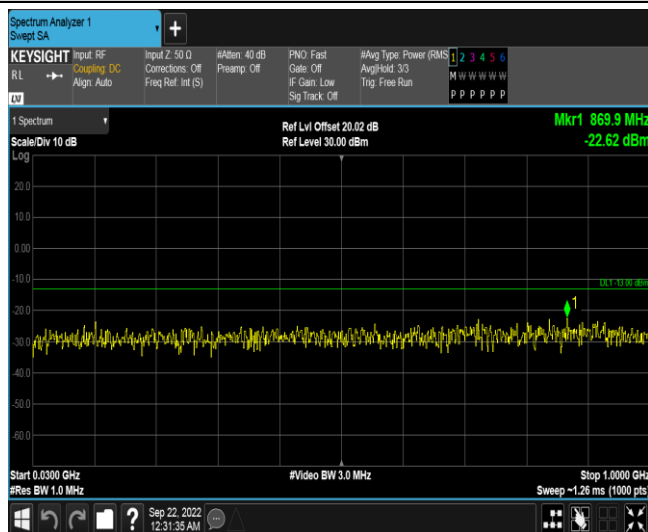 Spectrum Analyzer 1
Swept SA
+
KEYSIGHT
RL
LXI
Input: RF
Coupling: DC
Align: Auto
Input Z: 50 Ω
Corrections: Off
Freq Ref: Int (S)
#Atten: 40 dB
Preamp: Off
PNO: Fast
Gate: Off
IF Gain: Low
Sig Track: Off
#Avg Type: Power (RMS
Avg|Hold: 3/3
Trig: Free Run
1 2 3 4 5 6
M W W W W W
P P P P P P
1 Spectrum
Scale/Div 10 dB
Ref Lvl Offset 20.02 dB
Ref Level 30.00 dBm
Mkr1 869.9 MHz
-22.62 dBm
Log
20.0
10.0
0.00
-10.0
DL1 -13.00 dBm
-20.0
1
-30.0
-40.0
-50.0
-60.0
Start 0.0300 GHz
#Video BW 3.0 MHz
Stop 1.0000 GHz
#Res BW 1.0 MHz
Sweep ~1.26 ms (1000 pts)
?
Sep 22, 2022
12:31:35 AM